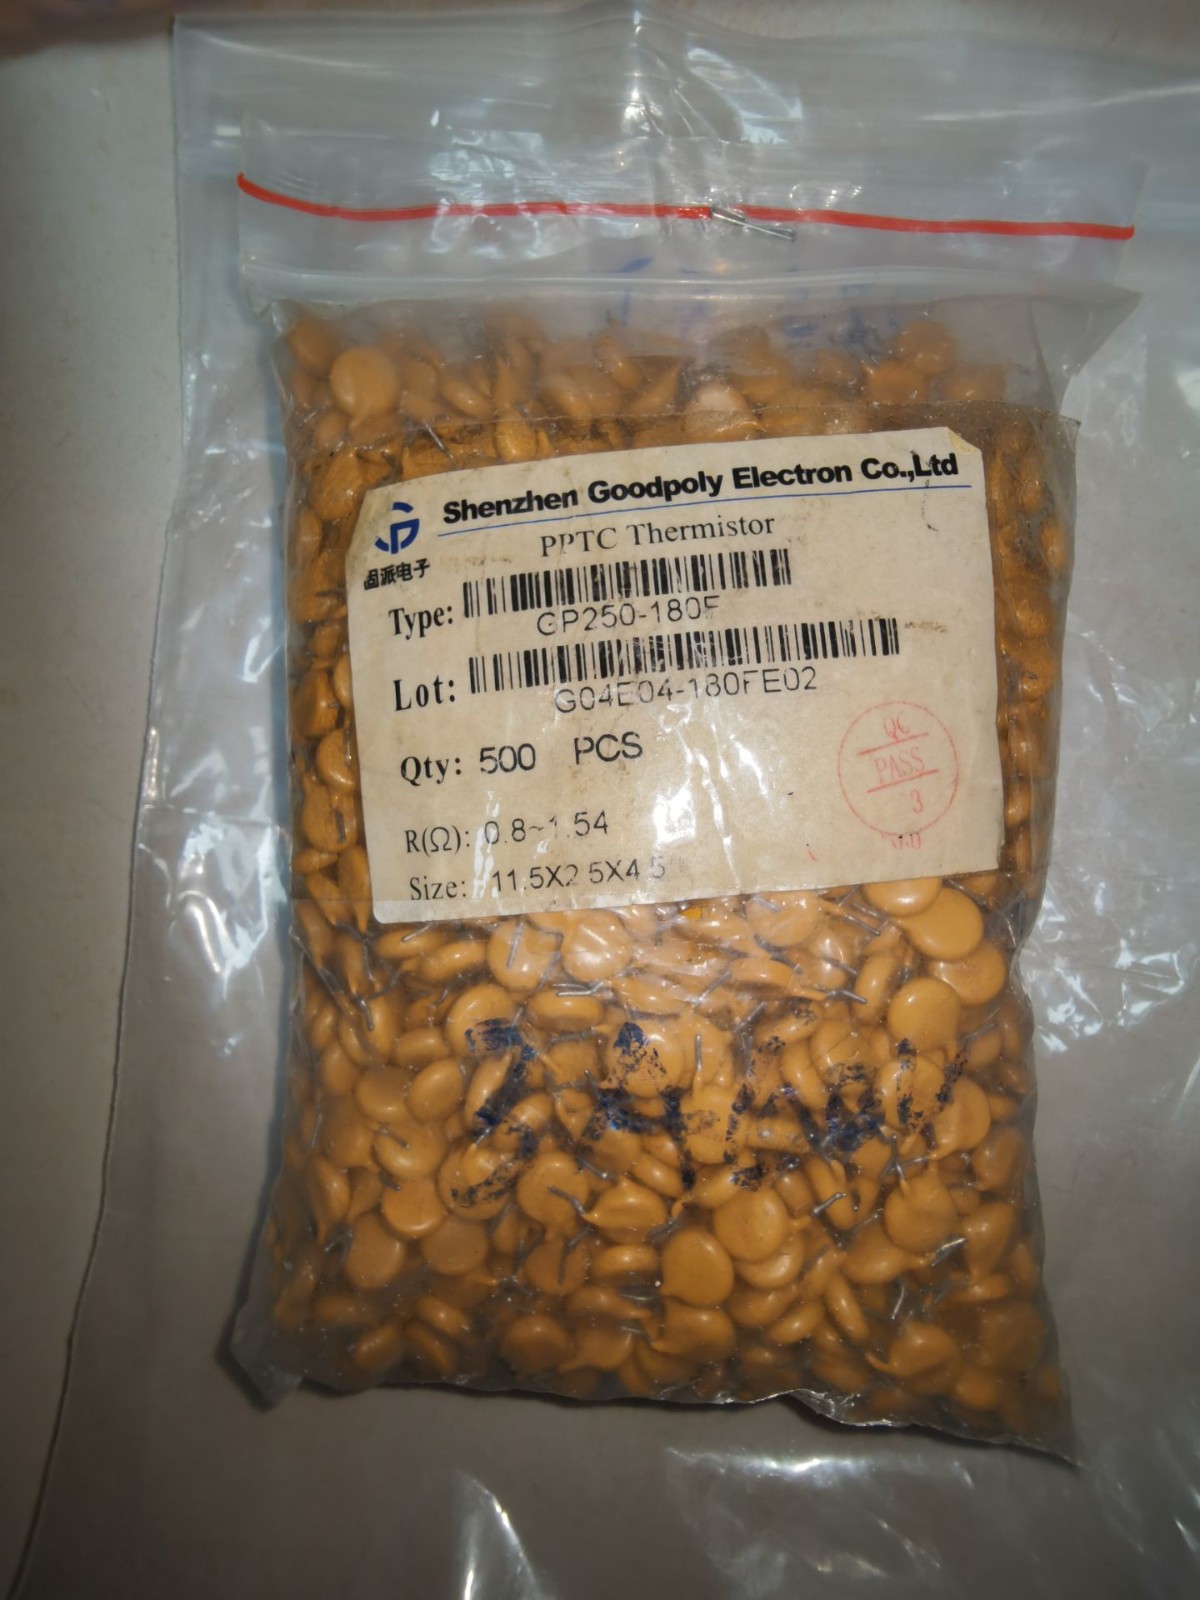 Shenzhen Goodpoly Electron Co.,Ltd
固派电子
PPTC Thermistor
Type: GP250-180F
Lot: G04E04-180FE02
Qty: 500 PCS
R(Ω): 0.8~1.54
Size: 11.5X2.5X4.5
QC
PASS
3